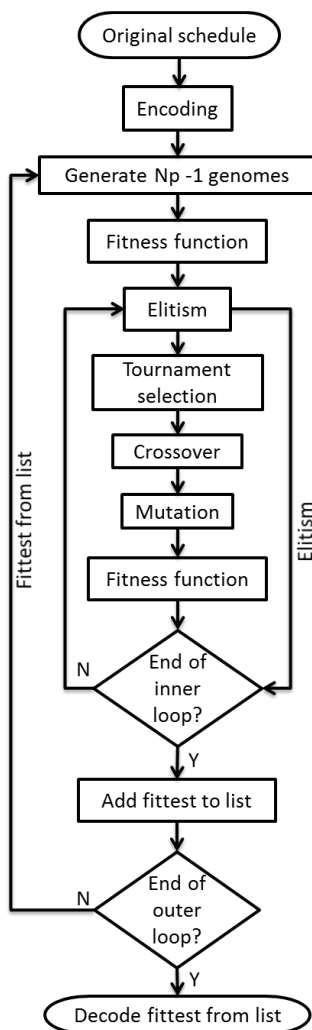 Original schedule
Encoding
Generate Np -1 genomes
Fitness function
Elitism
Tournament
selection
Crossover
Mutation
Fitness function
Elitism
Fittest from list
End of
inner
loop?
N
Y
Add fittest to list
End of
outer
loop?
N
Y
Decode fittest from list